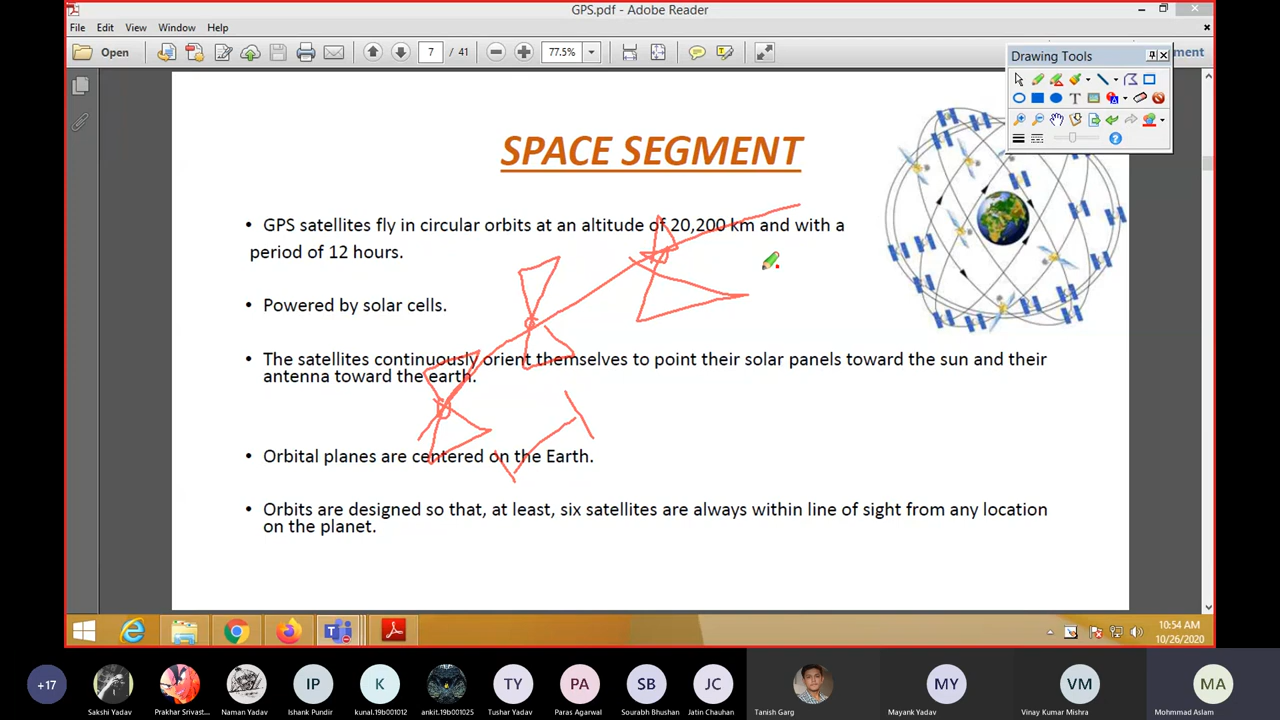 GPS.pdf - Adobe Reader
File Edit View Window Help
Open
7 / 41
77.5%
Drawing Tools
T
?
SPACE SEGMENT
• GPS satellites fly in circular orbits at an altitude of 20,200 km and with a
period of 12 hours.
• Powered by solar cells.
• The satellites continuously orient themselves to point their solar panels toward the sun and their
antenna toward the earth.
• Orbital planes are centered on the Earth.
• Orbits are designed so that, at least, six satellites are always within line of sight from any location
on the planet.
10:54 AM
10/26/2020
+17 IP K TY PA SB JC MY VM MA
Sakshi Yadav Prakhar Srivast... Naman Yadav Ishank Pundir kunal.19b001012 ankit.19b001025 Tushar Yadav Paras Agarwal Sourabh Bhushan Jatin Chauhan Tanish Garg Mayank Yadav Vinay Kumar Mishra Mohmmad Aslam